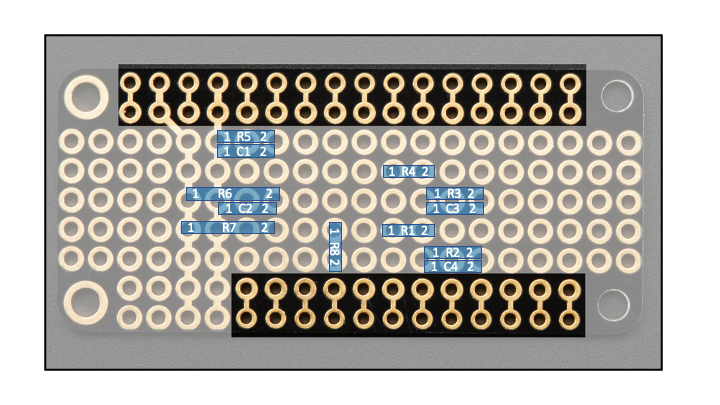 1 R5 2
1 C1 2
1 R4 2
1 R6 2
1 R3 2
1 C2 2
1 C3 2
1 R7 2
1 R1 2
1 R8 2
1 R2 2
1 C4 2